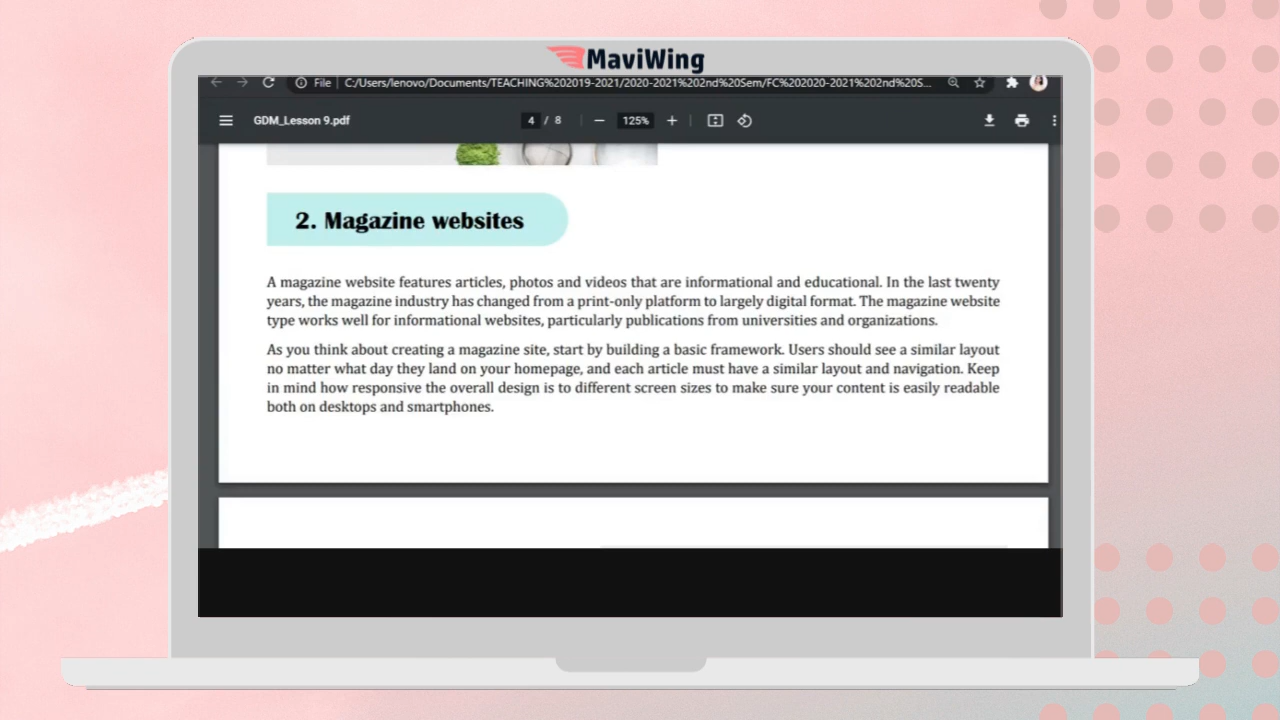 MaviWing
File C:/Users/lenovo/Documents/TEACHING%202019-2021/2020-2021%202nd%20Sem/FC%202020-2021%202nd%20S...
GDM_Lesson 9.pdf 4 / 8 125%
2. Magazine websites
A magazine website features articles, photos and videos that are informational and educational. In the last twenty
years, the magazine industry has changed from a print-only platform to largely digital format. The magazine website
type works well for informational websites, particularly publications from universities and organizations.
As you think about creating a magazine site, start by building a basic framework. Users should see a similar layout
no matter what day they land on your homepage, and each article must have a similar layout and navigation. Keep
in mind how responsive the overall design is to different screen sizes to make sure your content is easily readable
both on desktops and smartphones.